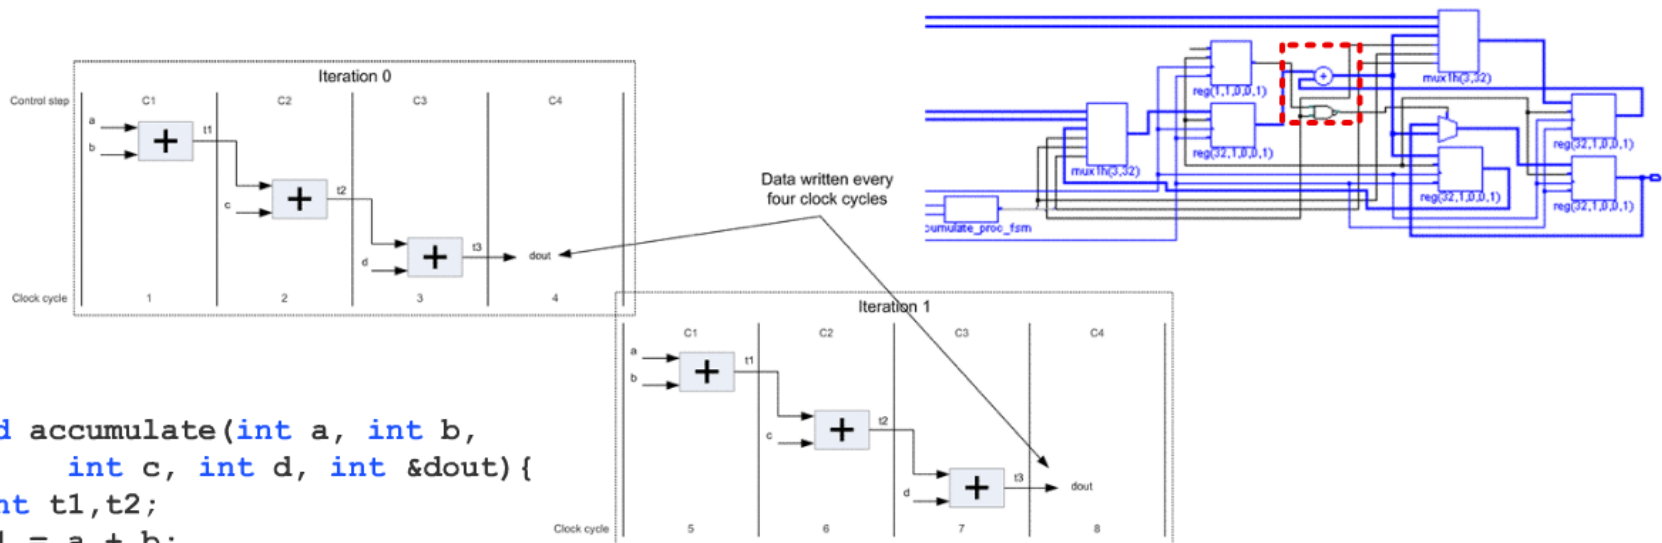 Iteration 0
Control step
C1
C2
C3
C4
a
b
t1
c
t2
d
t3
dout
Clock cycle
1
2
3
4
Data written every
four clock cycles
reg(1,1,0,0,1)
reg(32,1,0,0,1)
mux1h(3,32)
cumulate_proc_fsm
mux1h(3,32)
reg(32,1,0,0,1)
reg(32,1,0,0,1)
reg(32,1,0,0,1)
Iteration 1
C1
C2
C3
C4
a
b
t1
c
t2
d
t3
dout
Clock cycle
5
6
7
8
d accumulate(int a, int b,
int c, int d, int &dout){
nt t1,t2;
= a + b;